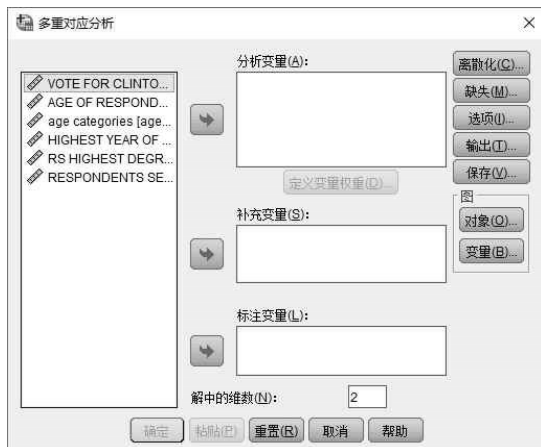 多重对应分析
VOTE FOR CLINTO...
AGE OF RESPOND...
age categories [age...
HIGHEST YEAR OF ...
RS HIGHEST DEGR...
RESPONDENTS SE...
分析变量(A):
定义变量权重(D)...
补充变量(S):
标注变量(L):
解中的维数(N):
2
离散化(C)...
缺失(M)...
选项(I)...
输出(T)...
保存(V)...
图
对象(O)...
变量(B)...
确定
粘贴(P)
重置(R)
取消
帮助